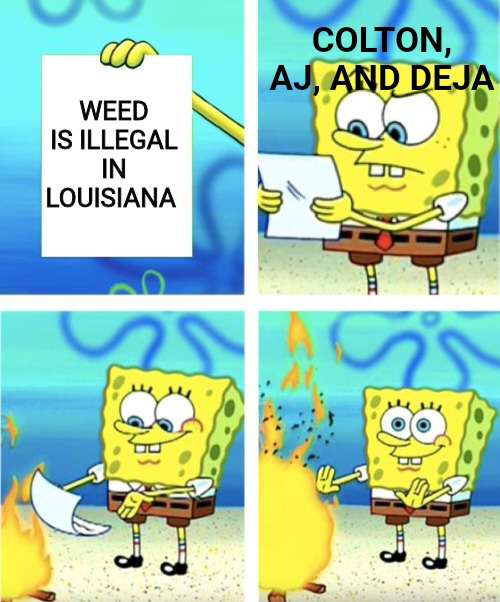 WEED
IS ILLEGAL
IN
LOUISIANA
COLTON,
AJ, AND DEJA